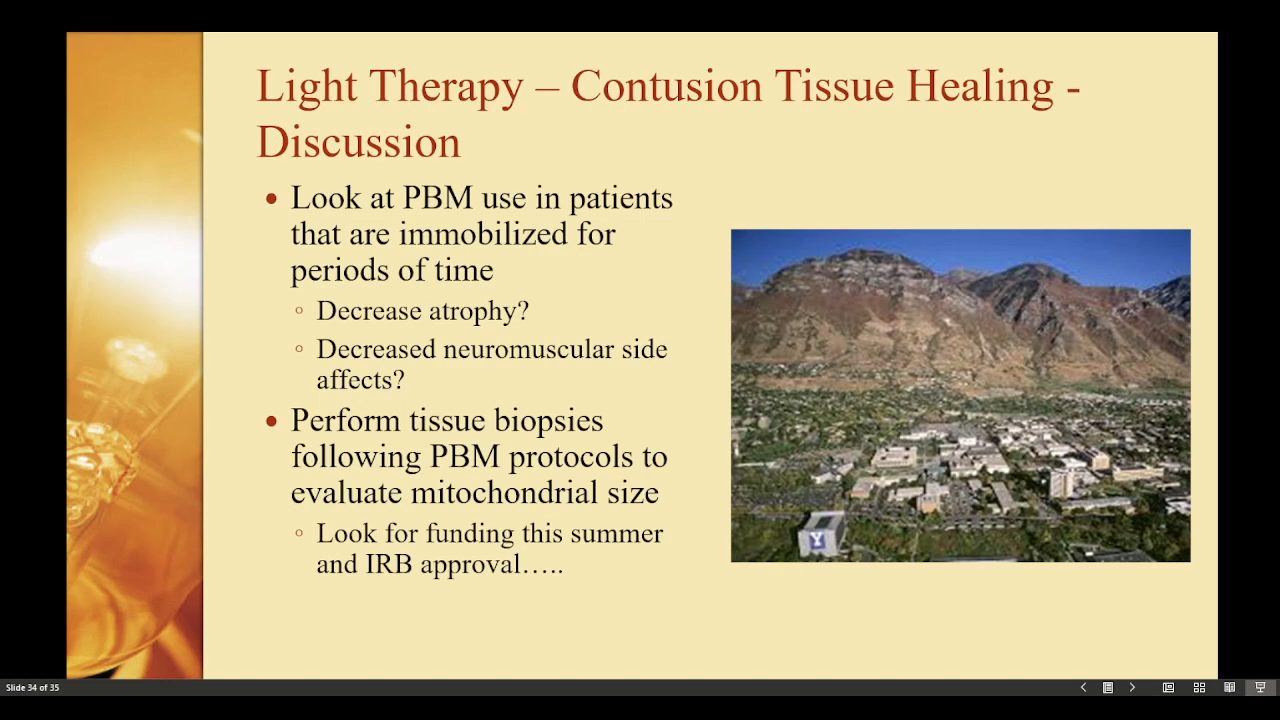 Light Therapy – Contusion Tissue Healing -
Discussion
• Look at PBM use in patients
that are immobilized for
periods of time
◦ Decrease atrophy?
◦ Decreased neuromuscular side
affects?
• Perform tissue biopsies
following PBM protocols to
evaluate mitochondrial size
◦ Look for funding this summer
and IRB approval…..
Y
Slide 34 of 35